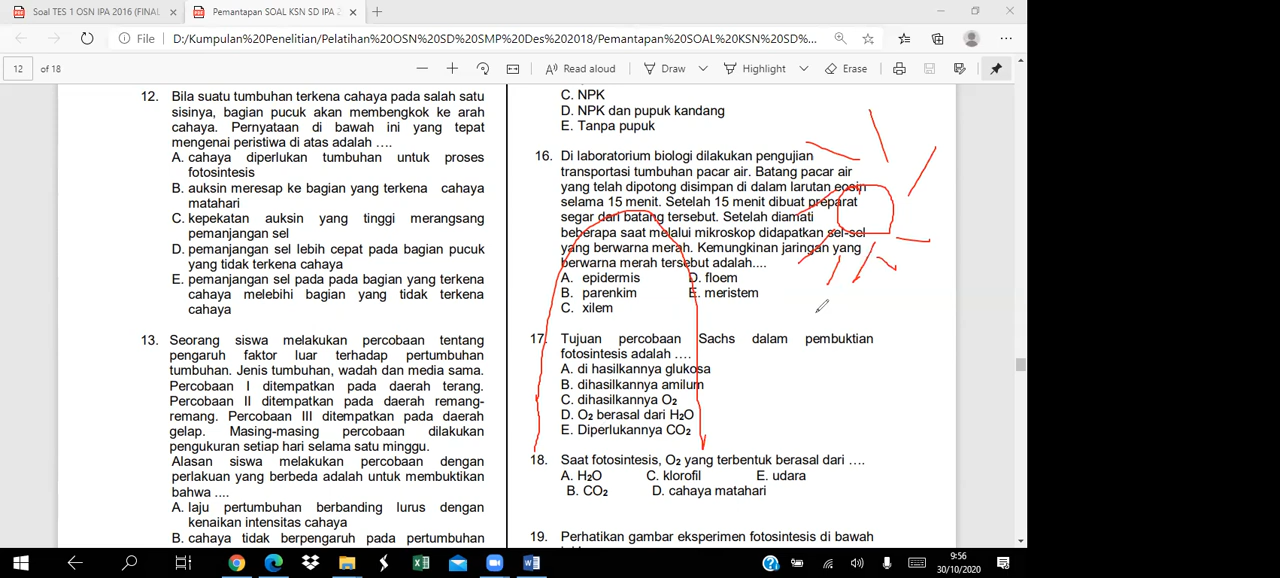 Soal TES 1 OSN IPA 2016 (FINAL
Pemantapan SOAL KSN SD IPA 2
File
D:/Kumpulan%20Penelitian/Pelatihan%20OSN%20SD%20SMP%20Des%202018/Pemantapan%20SOAL%20KSN%20SD%...
12 of 18
Read aloud
Draw
Highlight
Erase
12. Bila suatu tumbuhan terkena cahaya pada salah satu
sisinya, bagian pucuk akan membengkok ke arah
cahaya. Pernyataan di bawah ini yang tepat
mengenai peristiwa di atas adalah ....
A. cahaya diperlukan tumbuhan untuk proses
fotosintesis
B. auksin meresap ke bagian yang terkena cahaya
matahari
C. kepekatan auksin yang tinggi merangsang
pemanjangan sel
D. pemanjangan sel lebih cepat pada bagian pucuk
yang tidak terkena cahaya
E. pemanjangan sel pada pada bagian yang terkena
cahaya melebihi bagian yang tidak terkena
cahaya
13. Seorang siswa melakukan percobaan tentang
pengaruh faktor luar terhadap pertumbuhan
tumbuhan. Jenis tumbuhan, wadah dan media sama.
Percobaan I ditempatkan pada daerah terang.
Percobaan II ditempatkan pada daerah remang-
remang. Percobaan III ditempatkan pada daerah
gelap. Masing-masing percobaan dilakukan
pengukuran setiap hari selama satu minggu.
Alasan siswa melakukan percobaan dengan
perlakuan yang berbeda adalah untuk membuktikan
bahwa ....
A. laju pertumbuhan berbanding lurus dengan
kenaikan intensitas cahaya
B. cahaya tidak berpengaruh pada pertumbuhan
C. NPK
D. NPK dan pupuk kandang
E. Tanpa pupuk
16. Di laboratorium biologi dilakukan pengujian
transportasi tumbuhan pacar air. Batang pacar air
yang telah dipotong disimpan di dalam larutan eosin
selama 15 menit. Setelah 15 menit dibuat preparat
segar dari batang tersebut. Setelah diamati
beberapa saat melalui mikroskop didapatkan sel-sel
yang berwarna merah. Kemungkinan jaringan yang
berwarna merah tersebut adalah....
A. epidermis D. floem
B. parenkim E. meristem
C. xilem
17. Tujuan percobaan Sachs dalam pembuktian
fotosintesis adalah ....
A. di hasilkannya glukosa
B. dihasilkannya amilum
C. dihasilkannya O₂
D. O₂ berasal dari H₂O
E. Diperlukannya CO₂
18. Saat fotosintesis, O₂ yang terbentuk berasal dari ....
A. H₂O C. klorofil E. udara
B. CO₂ D. cahaya matahari
19. Perhatikan gambar eksperimen fotosintesis di bawah
9:56
30/10/2020